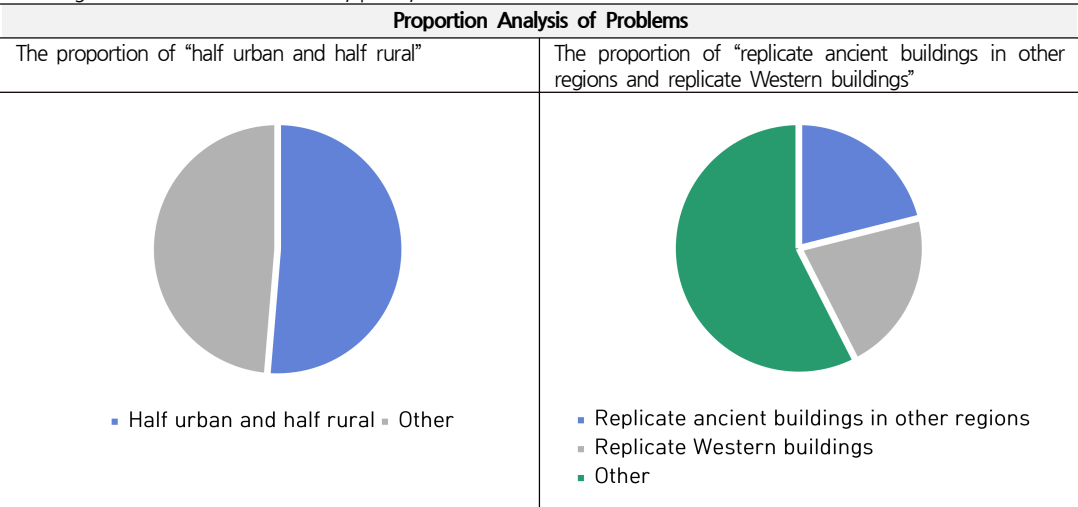 Proportion Analysis of Problems
The proportion of “half urban and half rural”
The proportion of “replicate ancient buildings in other
regions and replicate Western buildings”
Half urban and half rural
Other
Replicate ancient buildings in other regions
Replicate Western buildings
Other